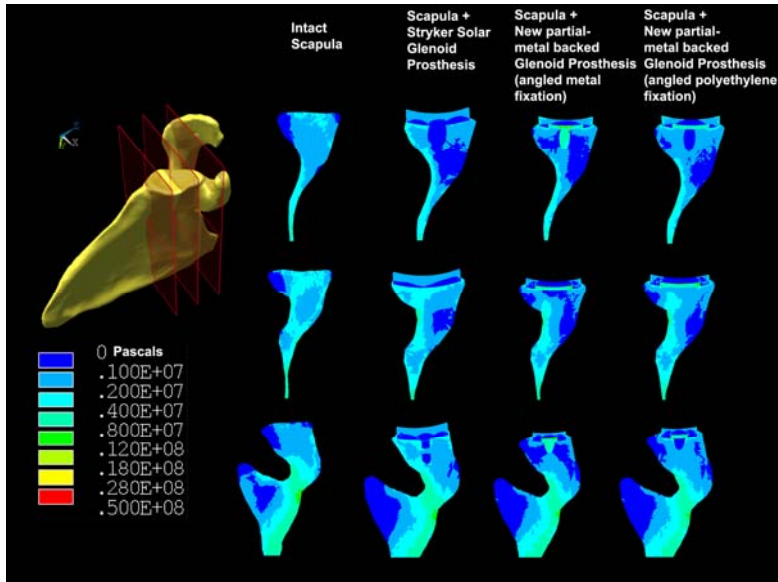 Intact
Scapula
Scapula +
Stryker Solar
Glenoid
Prosthesis
Scapula +
New partial-
metal backed
Glenoid Prosthesis
(angled metal
fixation)
Scapula +
New partial-
metal backed
Glenoid Prosthesis
(angled polyethylene
fixation)
0 Pascals
.100E+07
.200E+07
.400E+07
.800E+07
.120E+08
.180E+08
.280E+08
.500E+08